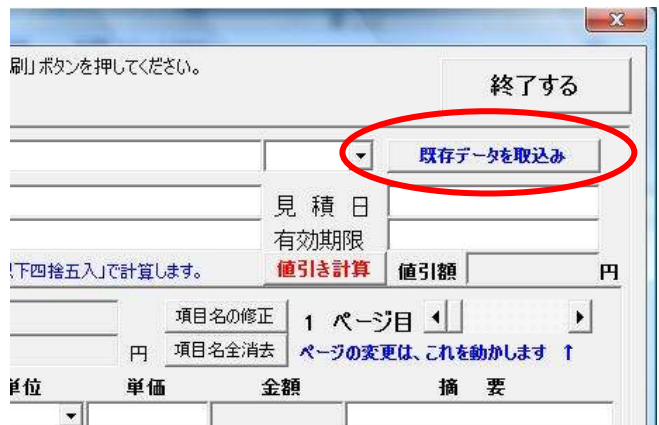 刷」ボタンを押してください。
終了する
既存データを取込み
見 積 日
有効期限
下四捨五入」で計算します。 値引き計算 値引額 円
項目名の修正 1 ページ目
円 項目名全消去 ページの変更は、これを動かします ↑
単位 単価 金額 摘 要